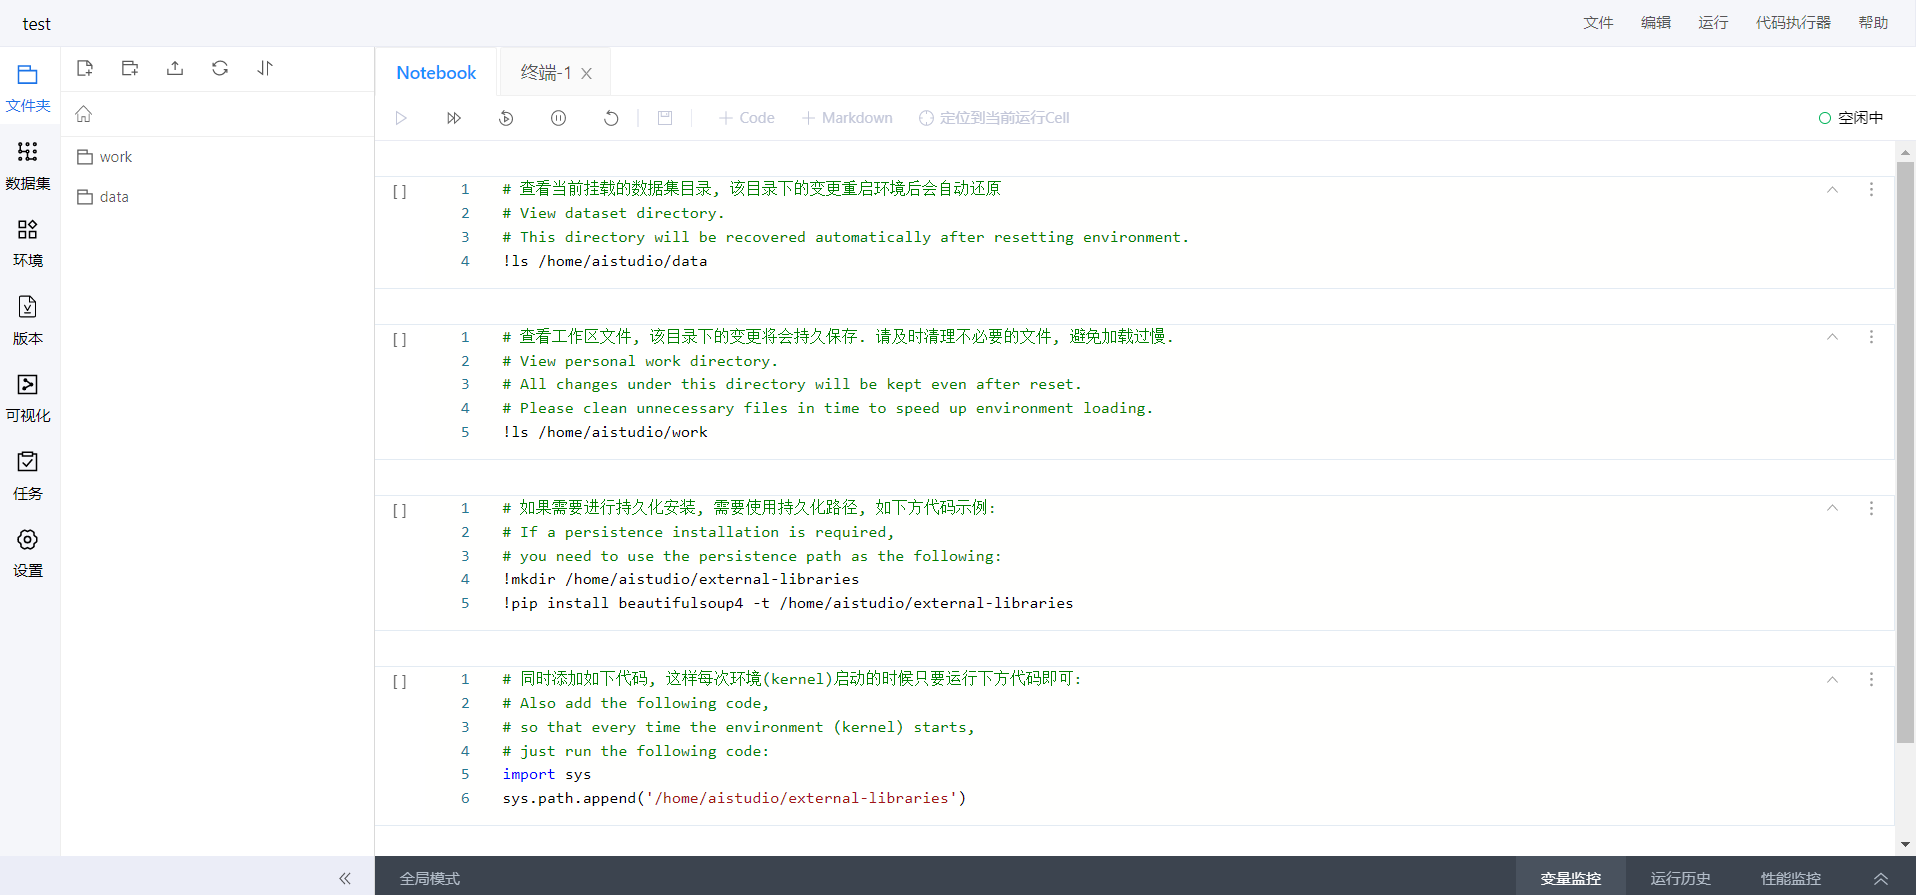 test
文件 编辑 运行 代码执行器 帮助
文件夹
数据集
环境
版本
可视化
任务
设置
work
data
Notebook 终端-1
+ Code + Markdown 定位到当前运行Cell 空闲中
[ ]
1 # 查看当前挂载的数据集目录, 该目录下的变更重启环境后会自动还原
2 # View dataset directory.
3 # This directory will be recovered automatically after resetting environment.
4 !ls /home/aistudio/data
[ ]
1 # 查看工作区文件, 该目录下的变更将会持久保存. 请及时清理不必要的文件, 避免加载过慢.
2 # View personal work directory.
3 # All changes under this directory will be kept even after reset.
4 # Please clean unnecessary files in time to speed up environment loading.
5 !ls /home/aistudio/work
[ ]
1 # 如果需要进行持久化安装, 需要使用持久化路径, 如下方代码示例:
2 # If a persistence installation is required,
3 # you need to use the persistence path as the following:
4 !mkdir /home/aistudio/external-libraries
5 !pip install beautifulsoup4 -t /home/aistudio/external-libraries
[ ]
1 # 同时添加如下代码, 这样每次环境(kernel)启动的时候只要运行下方代码即可:
2 # Also add the following code,
3 # so that every time the environment (kernel) starts,
4 # just run the following code:
5 import sys
6 sys.path.append('/home/aistudio/external-libraries')
全局模式 变量监控 运行历史 性能监控